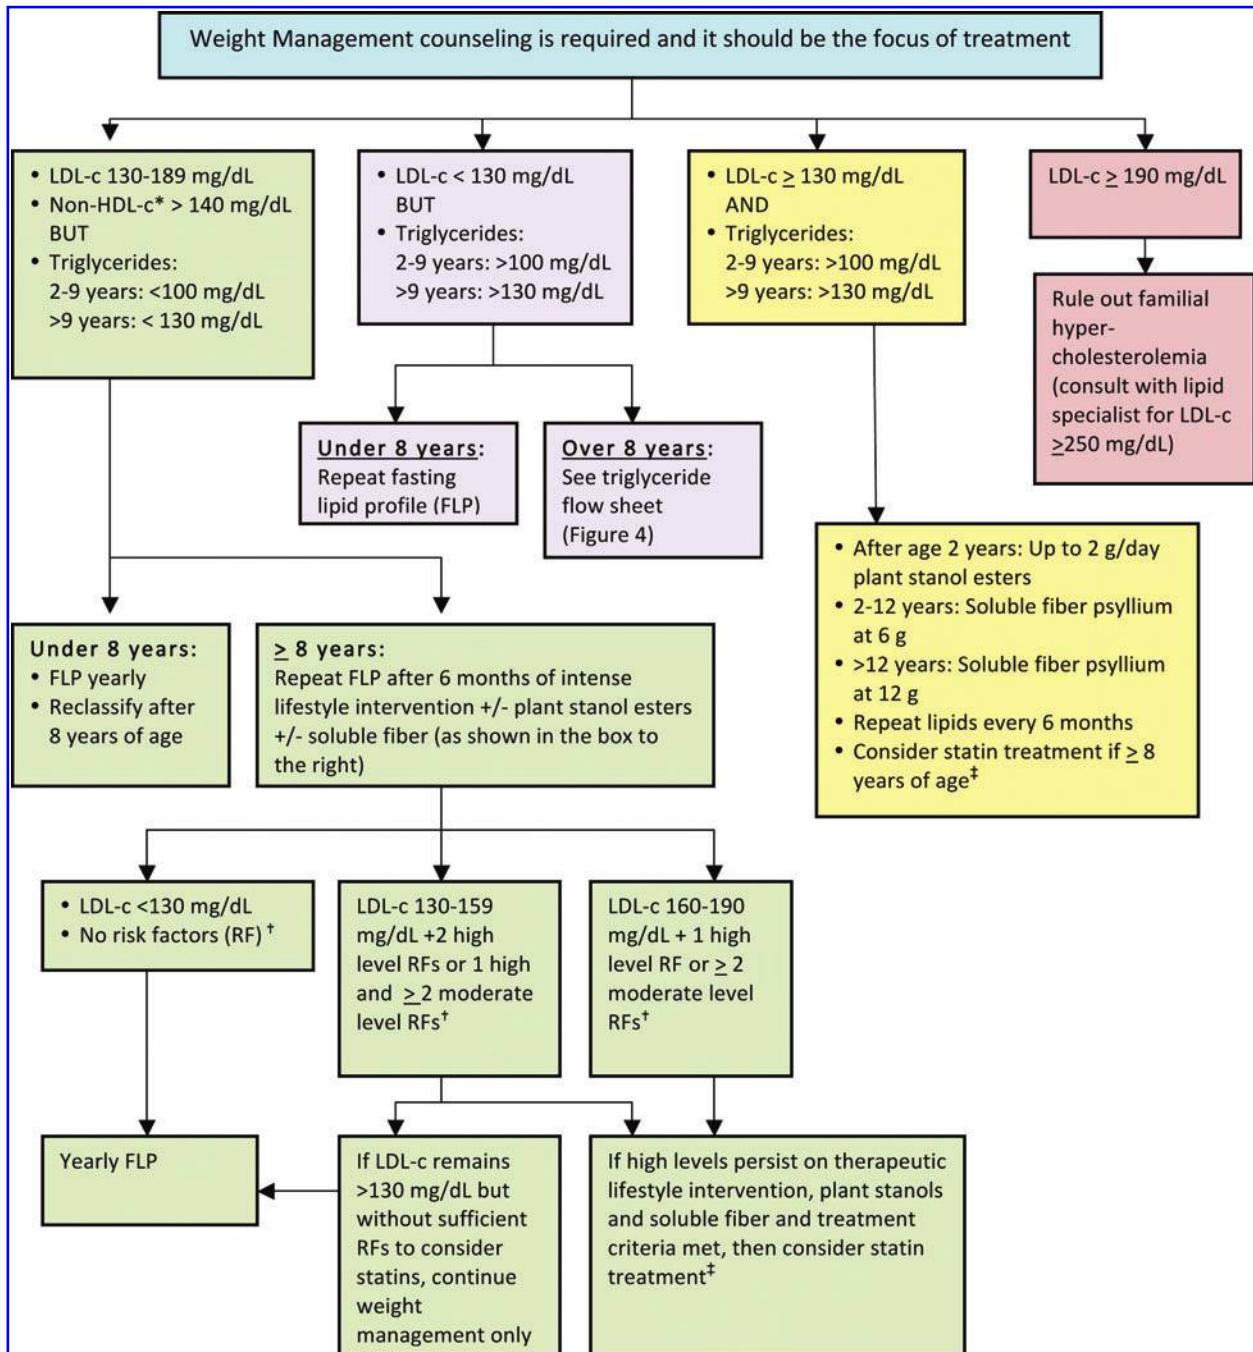 Weight Management counseling is required and it should be the focus of treatment
• LDL-c 130-189 mg/dL
• Non-HDL-c* > 140 mg/dL
BUT
• Triglycerides:
2-9 years: <100 mg/dL
>9 years: < 130 mg/dL
• LDL-c < 130 mg/dL
BUT
• Triglycerides:
2-9 years: >100 mg/dL
>9 years: >130 mg/dL
• LDL-c ≥ 130 mg/dL
AND
• Triglycerides:
2-9 years: >100 mg/dL
>9 years: >130 mg/dL
LDL-c ≥ 190 mg/dL
Rule out familial
hyper-
cholesterolemia
(consult with lipid
specialist for LDL-c
≥250 mg/dL)
Under 8 years:
Repeat fasting
lipid profile (FLP)
Over 8 years:
See triglyceride
flow sheet
(Figure 4)
• After age 2 years: Up to 2 g/day
plant stanol esters
• 2-12 years: Soluble fiber psyllium
at 6 g
• >12 years: Soluble fiber psyllium
at 12 g
• Repeat lipids every 6 months
• Consider statin treatment if ≥ 8
years of age‡
Under 8 years:
• FLP yearly
• Reclassify after
8 years of age
≥ 8 years:
Repeat FLP after 6 months of intense
lifestyle intervention +/- plant stanol esters
+/- soluble fiber (as shown in the box to
the right)
• LDL-c <130 mg/dL
• No risk factors (RF) †
LDL-c 130-159
mg/dL +2 high
level RFs or 1 high
and ≥ 2 moderate
level RFs†
LDL-c 160-190
mg/dL + 1 high
level RF or ≥ 2
moderate level
RFs†
Yearly FLP
If LDL-c remains
>130 mg/dL but
without sufficient
RFs to consider
statins, continue
weight
management only
If high levels persist on therapeutic
lifestyle intervention, plant stanols
and soluble fiber and treatment
criteria met, then consider statin
treatment‡